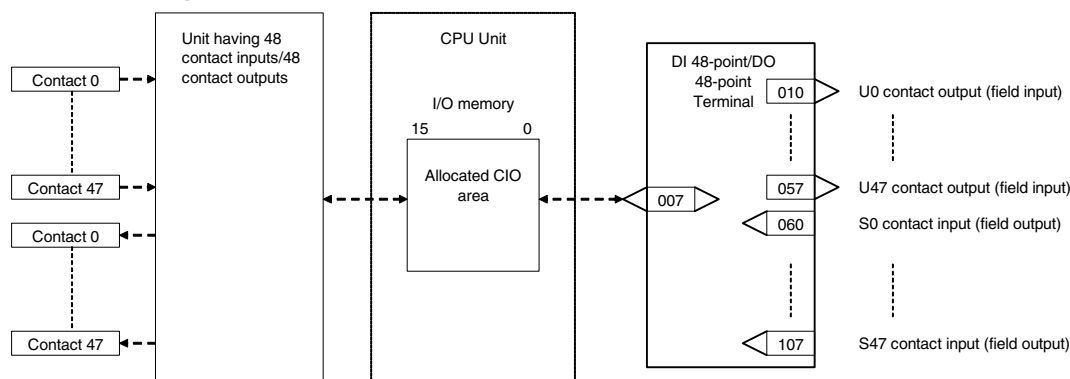 Unit having 48
contact inputs/48
contact outputs
Contact 0
Contact 47
Contact 0
Contact 47
CPU Unit
I/O memory
15 0
Allocated CIO
area
DI 48-point/DO
48-point
Terminal
007
010
U0 contact output (field input)
057
U47 contact output (field input)
060
S0 contact input (field output)
107
S47 contact input (field output)